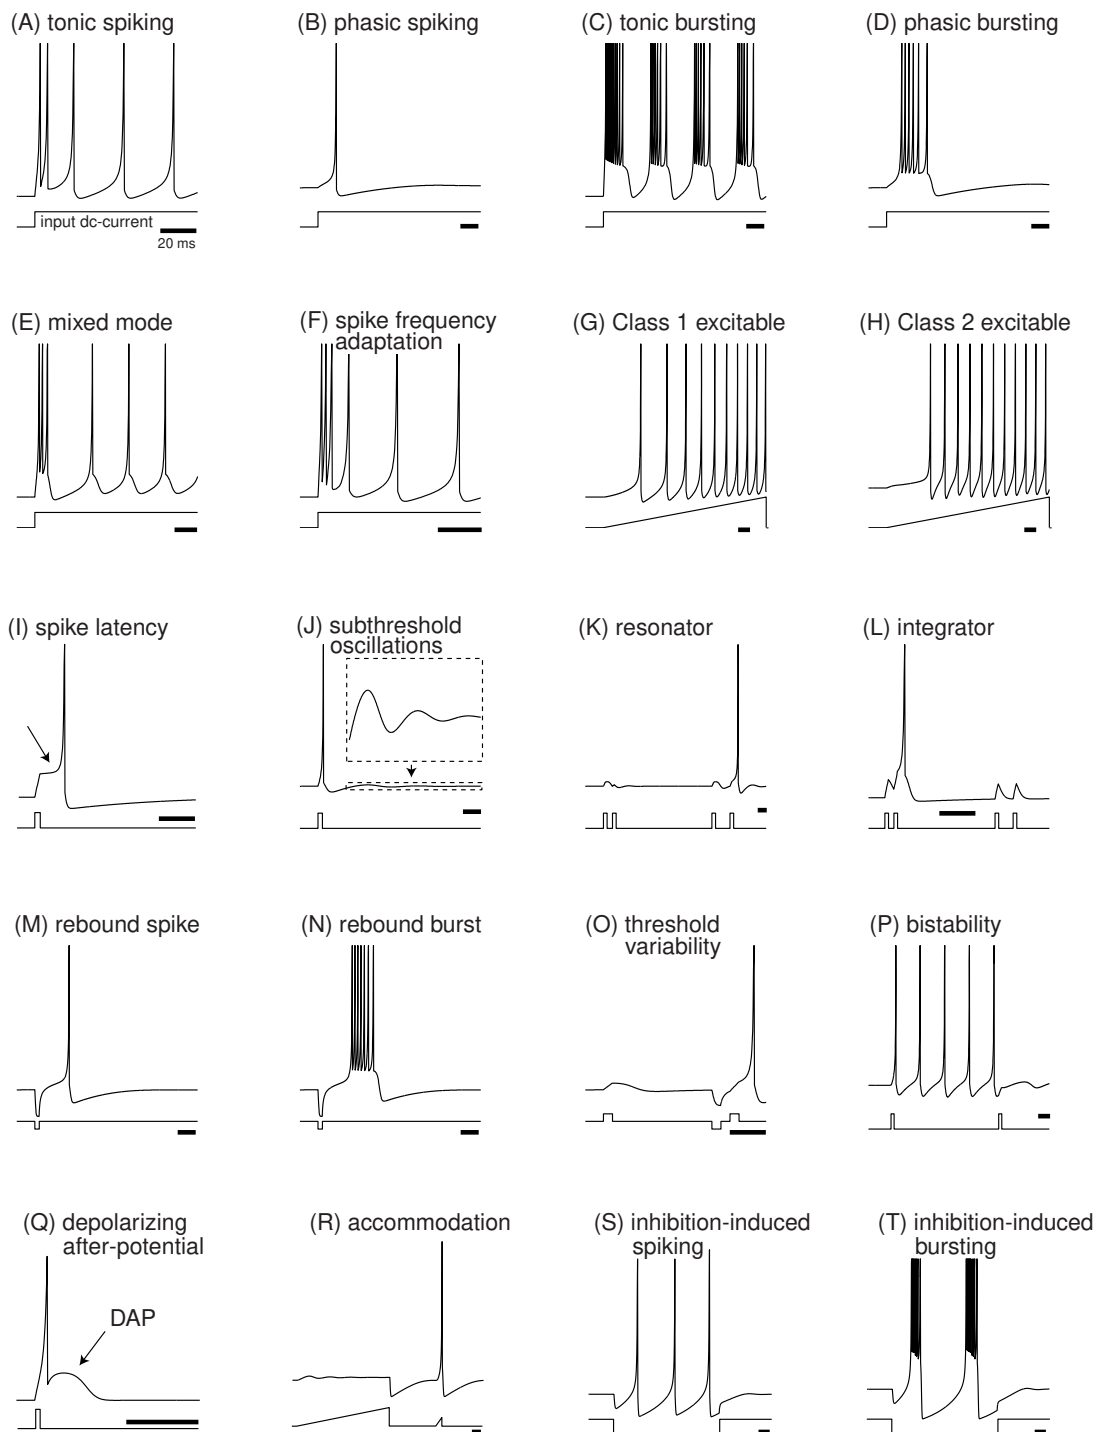 (A) tonic spiking
(B) phasic spiking
(C) tonic bursting
(D) phasic bursting
input dc-current
20 ms
(E) mixed mode
(F) spike frequency
adaptation
(G) Class 1 excitable
(H) Class 2 excitable
(I) spike latency
(J) subthreshold
oscillations
(K) resonator
(L) integrator
(M) rebound spike
(N) rebound burst
(O) threshold
variability
(P) bistability
(Q) depolarizing
after-potential
DAP
(R) accommodation
(S) inhibition-induced
spiking
(T) inhibition-induced
bursting